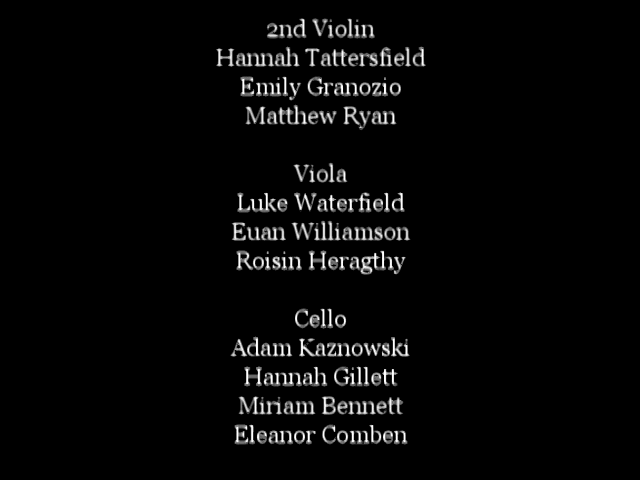 2nd Violin
Hannah Tattersfield
Emily Granozio
Matthew Ryan
Viola
Luke Waterfield
Euan Williamson
Roisin Heragthy
Cello
Adam Kaznowski
Hannah Gillett
Miriam Bennett
Eleanor Comben